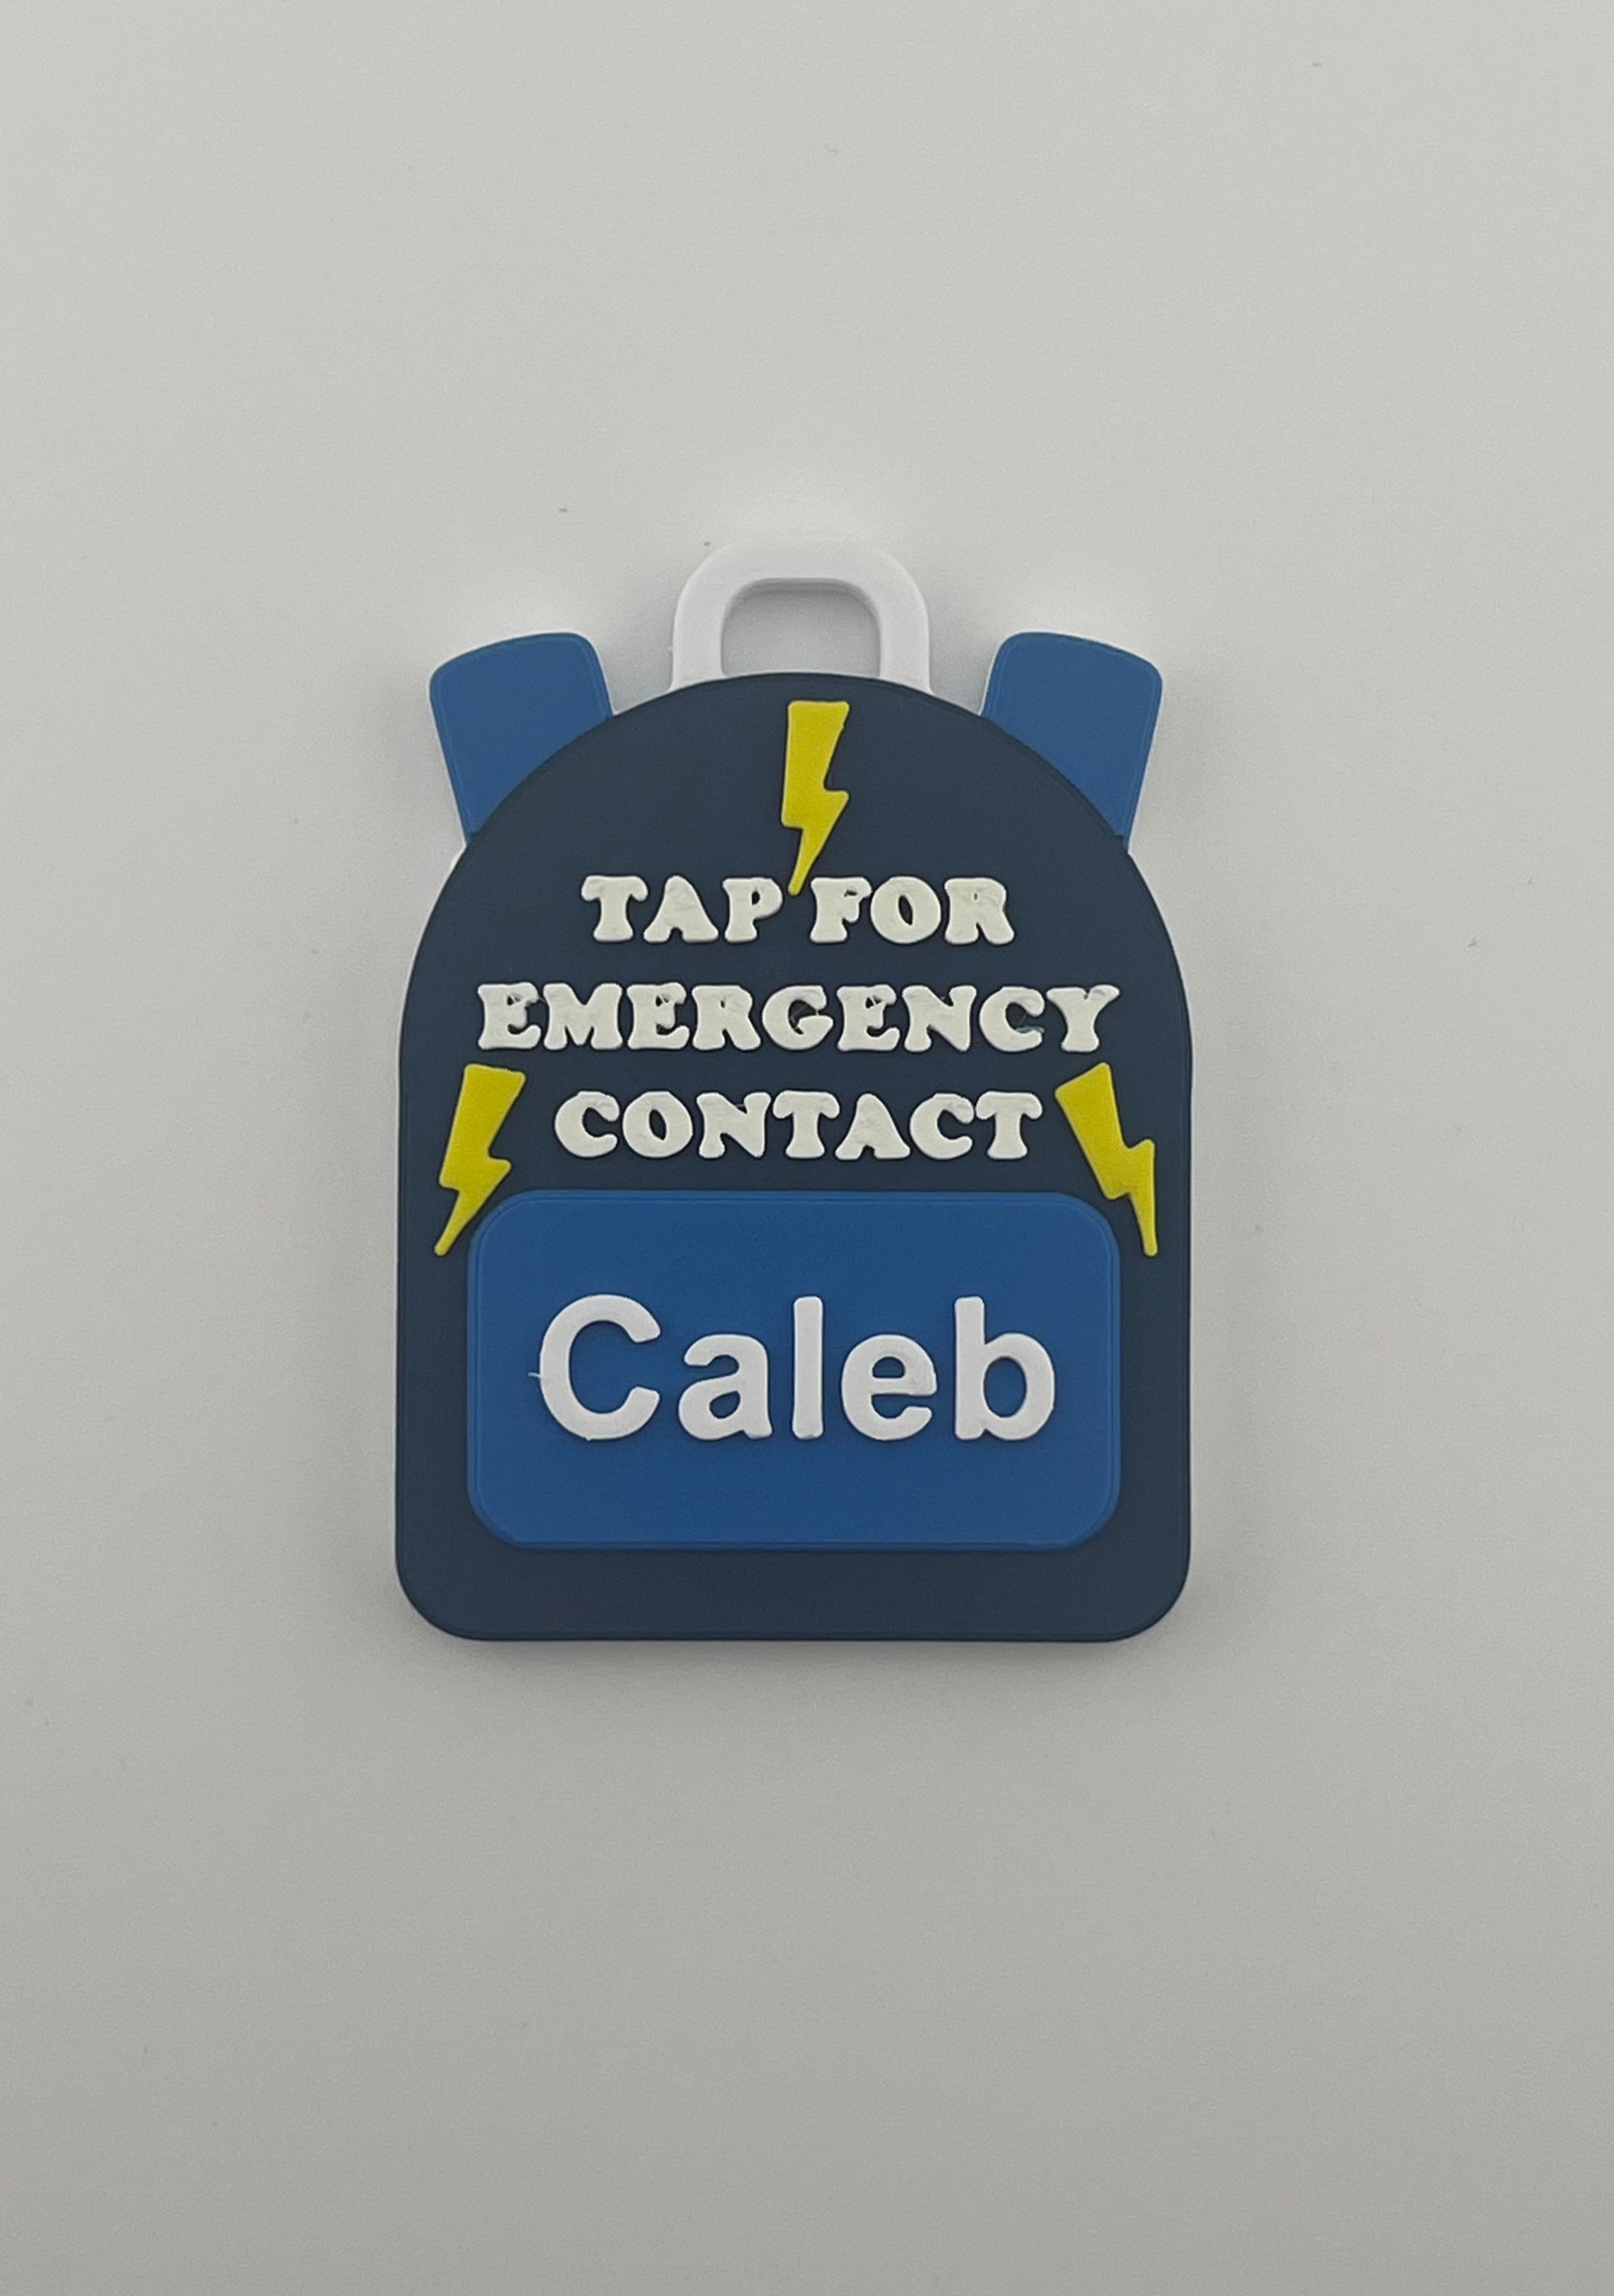 TAP FOR
EMERGENCY
CONTACT
Caleb